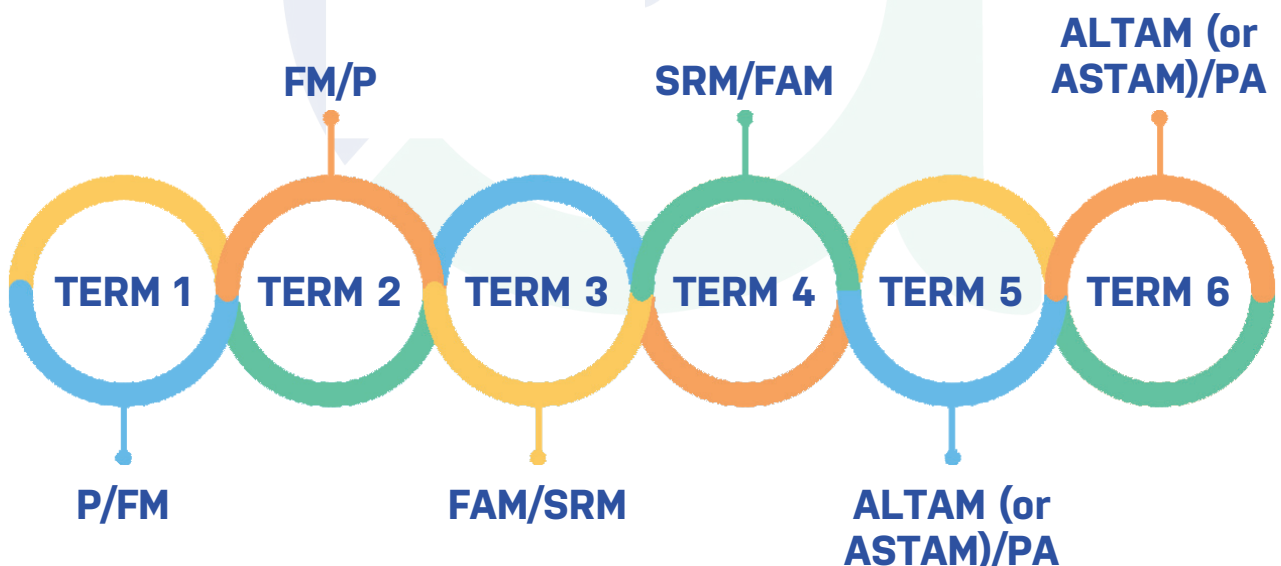 ALTAM (or
ASTAM)/PA
FM/P
SRM/FAM
TERM 1
TERM 2
TERM 3
TERM 4
TERM 5
TERM 6
P/FM
FAM/SRM
ALTAM (or
ASTAM)/PA